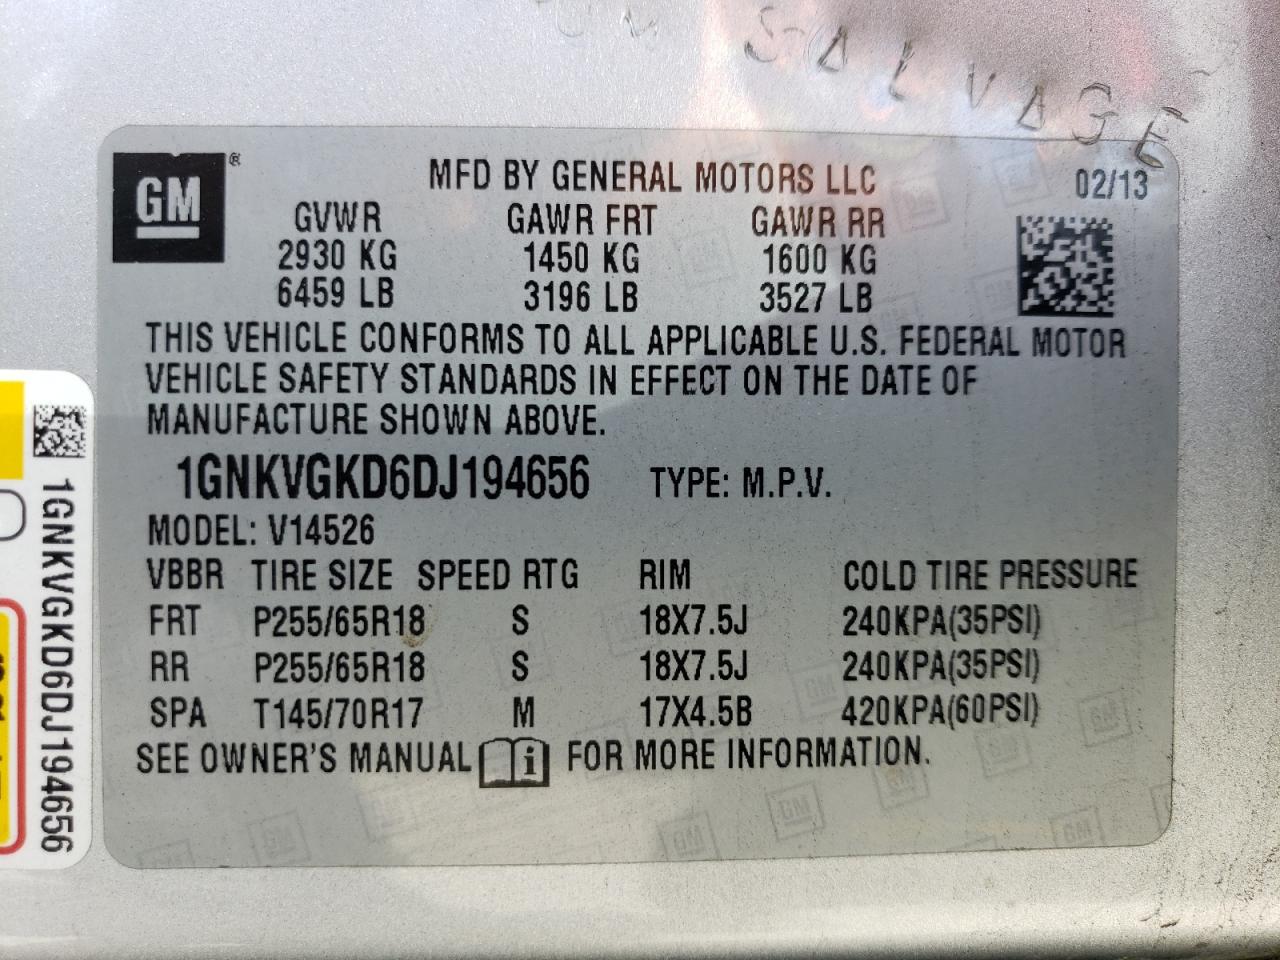 SALVAGE
GM ®
MFD BY GENERAL MOTORS LLC 02/13
GVWR GAWR FRT GAWR RR
2930 KG 1450 KG 1600 KG
6459 LB 3196 LB 3527 LB
THIS VEHICLE CONFORMS TO ALL APPLICABLE U.S. FEDERAL MOTOR
VEHICLE SAFETY STANDARDS IN EFFECT ON THE DATE OF
MANUFACTURE SHOWN ABOVE.
1GNKVGKD6DJ194656 TYPE: M.P.V.
MODEL: V14526
VBBR TIRE SIZE SPEED RTG RIM COLD TIRE PRESSURE
FRT P255/65R18 S 18X7.5J 240KPA(35PSI)
RR P255/65R18 S 18X7.5J 240KPA(35PSI)
SPA T145/70R17 M 17X4.5B 420KPA(60PSI)
SEE OWNER'S MANUAL i FOR MORE INFORMATION.
1GNKVGKD6DJ194656